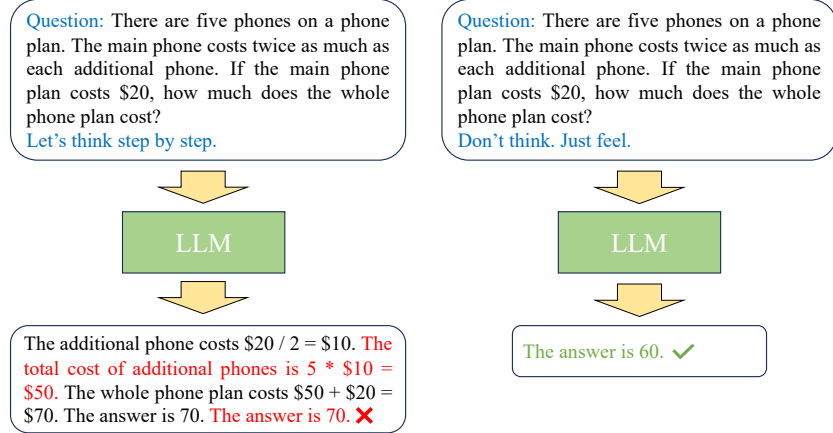 Question: There are five phones on a phone
plan. The main phone costs twice as much as
each additional phone. If the main phone
plan costs $20, how much does the whole
phone plan cost?
Let’s think step by step.
LLM
The additional phone costs $20 / 2 = $10. The
total cost of additional phones is 5 * $10 =
$50. The whole phone plan costs $50 + $20 =
$70. The answer is 70. The answer is 70.
Question: There are five phones on a phone
plan. The main phone costs twice as much as
each additional phone. If the main phone
plan costs $20, how much does the whole
phone plan cost?
Don’t think. Just feel.
LLM
The answer is 60.